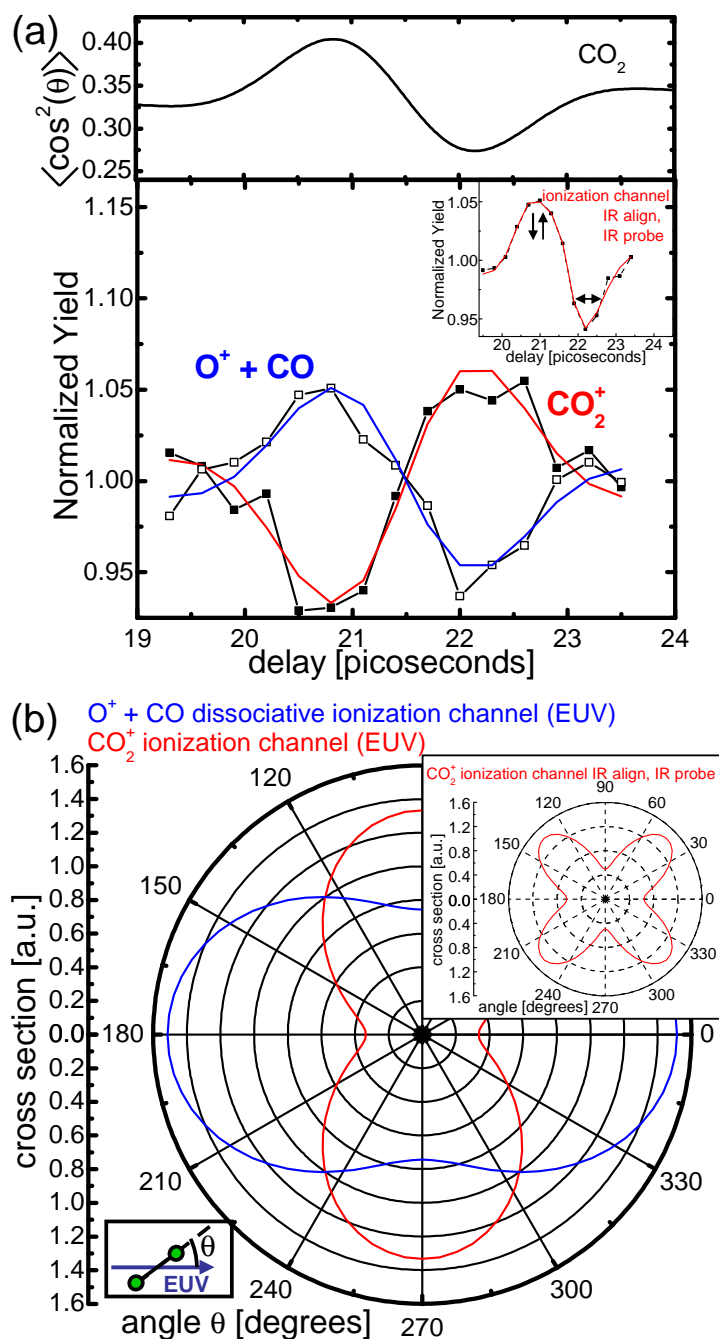 (a)
0.40
0.35
0.30
0.25
⟨cos²(θ)⟩
CO₂
1.15
1.10
1.05
1.00
0.95
Normalized Yield
O⁺ + CO
CO₂⁺
19 20 21 22 23 24
delay [picoseconds]
ionization channel
IR align,
IR probe
1.05
1.00
0.95
Normalized Yield
20 21 22 23 24
delay [picoseconds]
(b)
O⁺ + CO dissociative ionization channel (EUV)
CO₂⁺ ionization channel (EUV)
1.6
1.4
1.2
1.0
0.8
0.6
0.4
0.2
0.0
0.2
0.4
0.6
0.8
1.0
1.2
1.4
1.6
cross section [a.u.]
120
150
180
210
240
270
300
330
0
CO₂⁺ ionization channel IR align, IR probe
1.6
1.2
0.8
0.4
0.0
0.4
0.8
1.2
1.6
cross section [a.u.]
90
120 60
150 30
180 0
210 330
240 300
270
angle [degrees]
θ
EUV
angle θ [degrees]